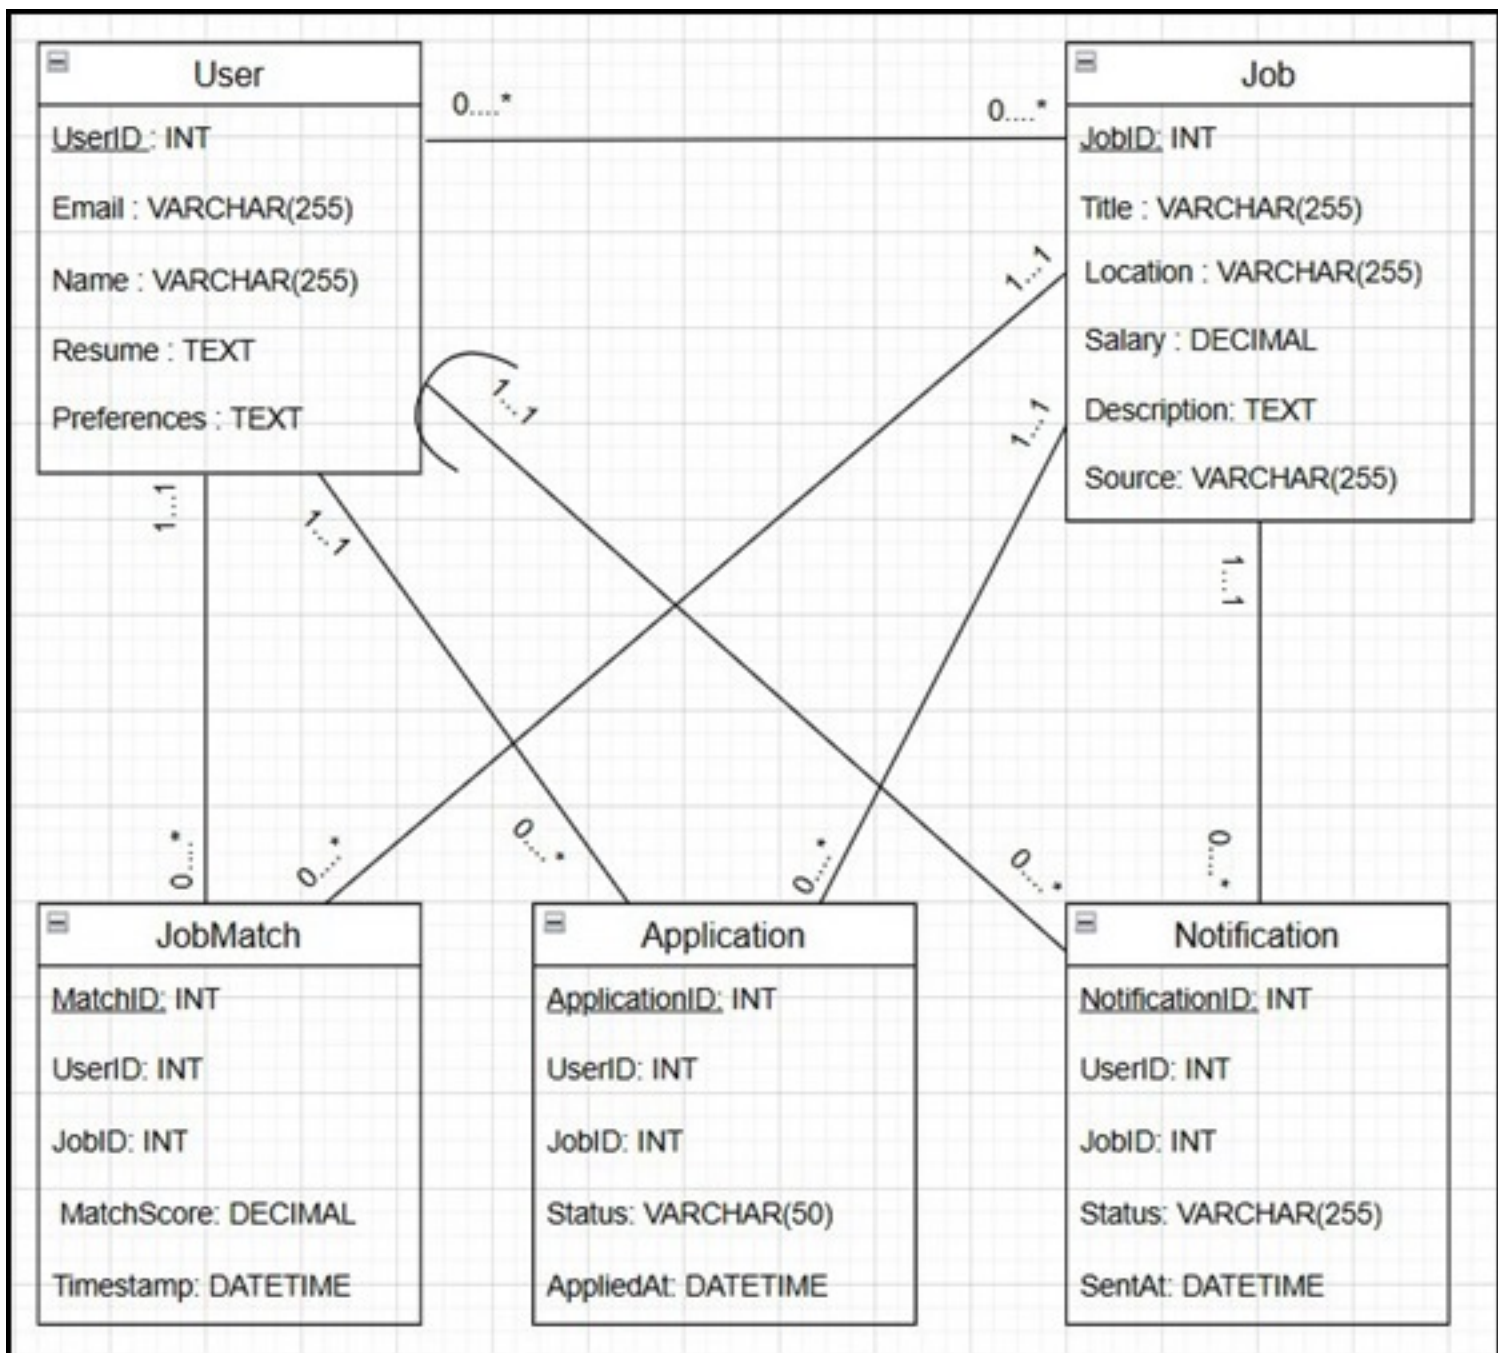 User
UserID : INT
Email : VARCHAR(255)
Name : VARCHAR(255)
Resume : TEXT
Preferences : TEXT
0....*
0....*
Job
JobID: INT
Title : VARCHAR(255)
Location : VARCHAR(255)
Salary : DECIMAL
Description: TEXT
Source: VARCHAR(255)
1...1
1...1
1...1
1...1
1...1
1...1
0....*
0....*
0....*
0....*
0....*
0....*
JobMatch
MatchID: INT
UserID: INT
JobID: INT
MatchScore: DECIMAL
Timestamp: DATETIME
Application
ApplicationID: INT
UserID: INT
JobID: INT
Status: VARCHAR(50)
AppliedAt: DATETIME
Notification
NotificationID: INT
UserID: INT
JobID: INT
Status: VARCHAR(255)
SentAt: DATETIME